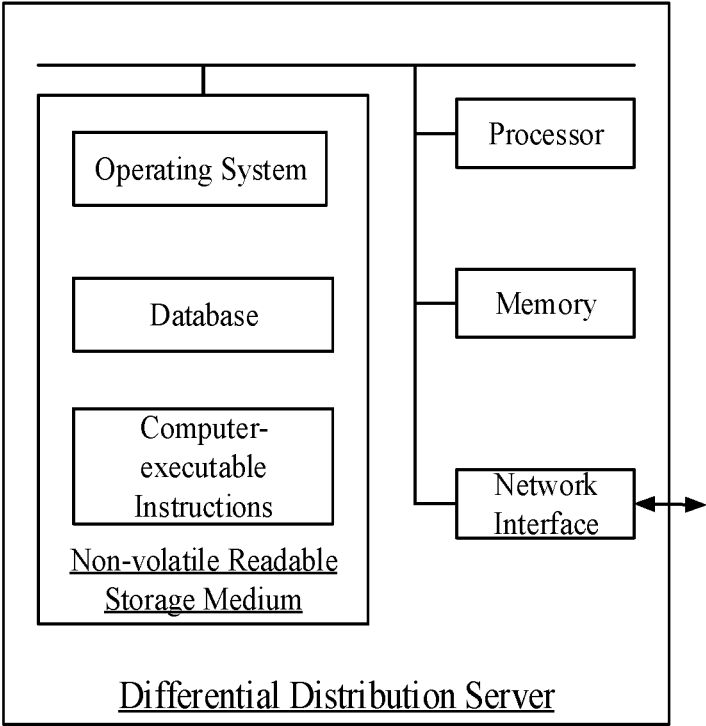 Operating System
Database
Computer-
executable
Instructions
Non-volatile Readable
Storage Medium
Processor
Memory
Network
Interface
Differential Distribution Server